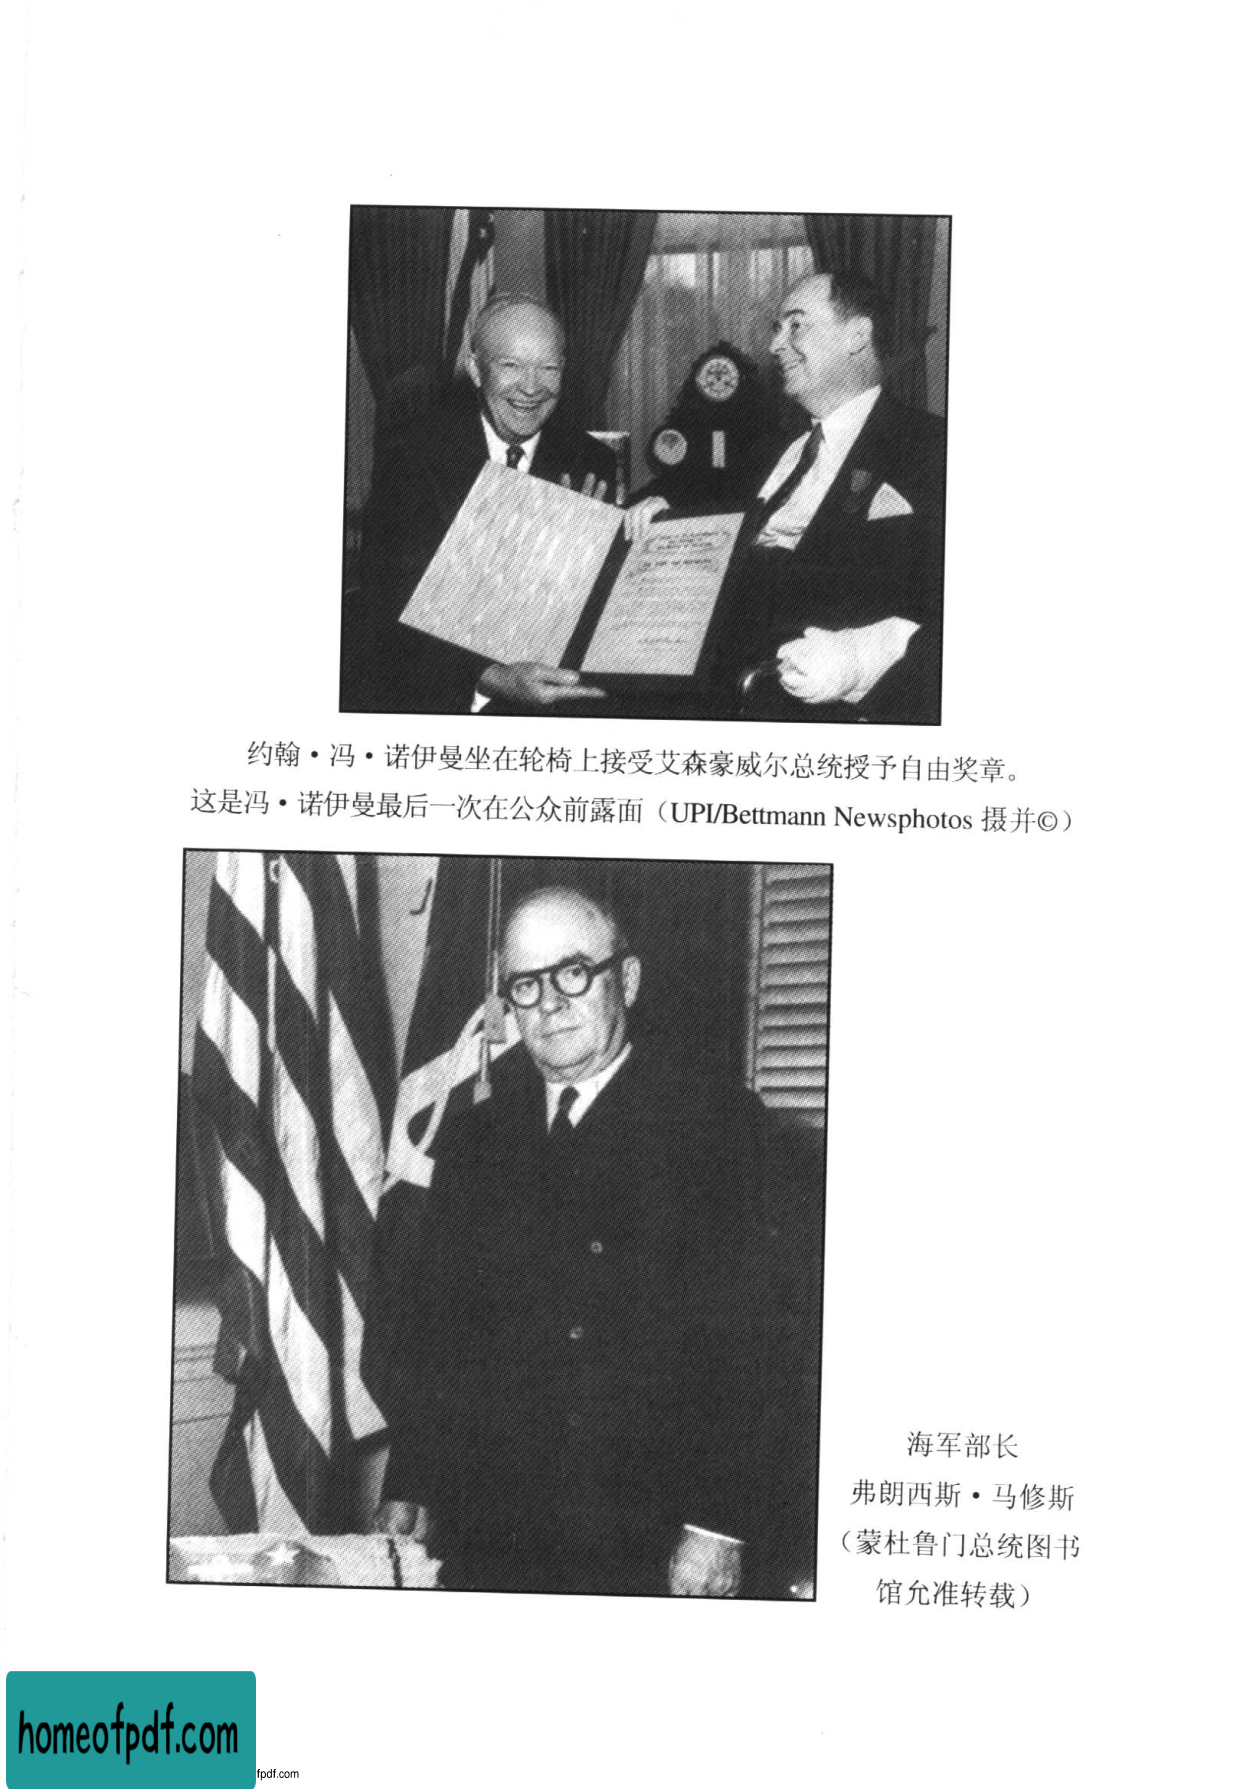 约翰·冯·诺伊曼坐在轮椅上接受艾森豪威尔总统授予自由奖章。
这是冯·诺伊曼最后一次在公众前露面（UPI/Bettmann Newsphotos 摄并©）
海军部长
弗朗西斯·马修斯
（蒙杜鲁门总统图书
馆允准转载）
homeofpdf.com
fpdf.com